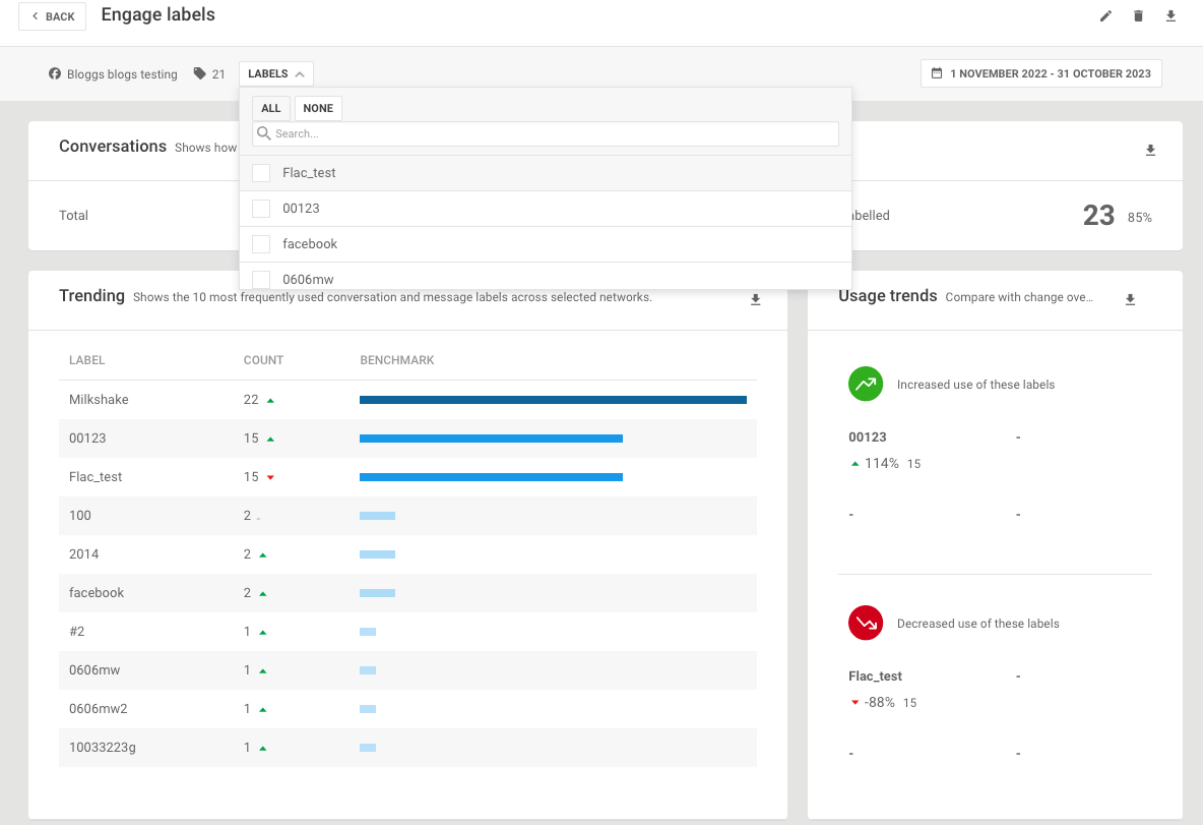 BACK Engage labels
Bloggs blogs testing 21 LABELS 1 NOVEMBER 2022 - 31 OCTOBER 2023
ALL NONE
Search...
Flac_test
00123
facebook
0606mw
Conversations Shows how
Total 23 85%
Trending Shows the 10 most frequently used conversation and message labels across selected networks.
LABEL COUNT BENCHMARK
Milkshake 22
00123 15
Flac_test 15
100 2 -
2014 2
facebook 2
#2 1
0606mw 1
0606mw2 1
10033223g 1
Usage trends Compare with change ove...
Increased use of these labels
00123 -
114% 15
- -
Decreased use of these labels
Flac_test -
-88% 15
- -